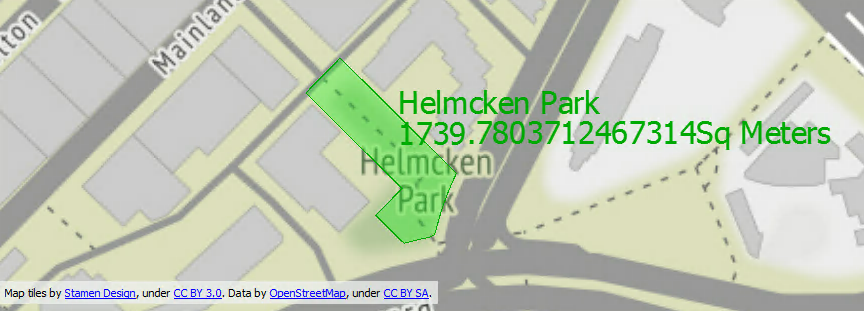 Mainlan
Helmcken Park
1739.7803712467314Sq Meters
Helmcken
Park
Map tiles by Stamen Design, under CC BY 3.0. Data by OpenStreetMap, under CC BY SA.